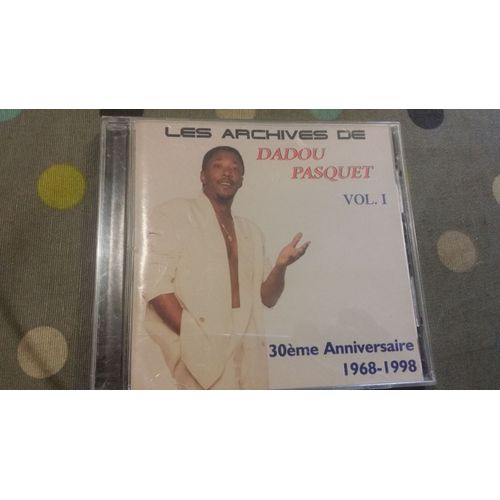 LES ARCHIVES DE
DADOU
PASQUET
VOL. I
30ème Anniversaire
1968-1998